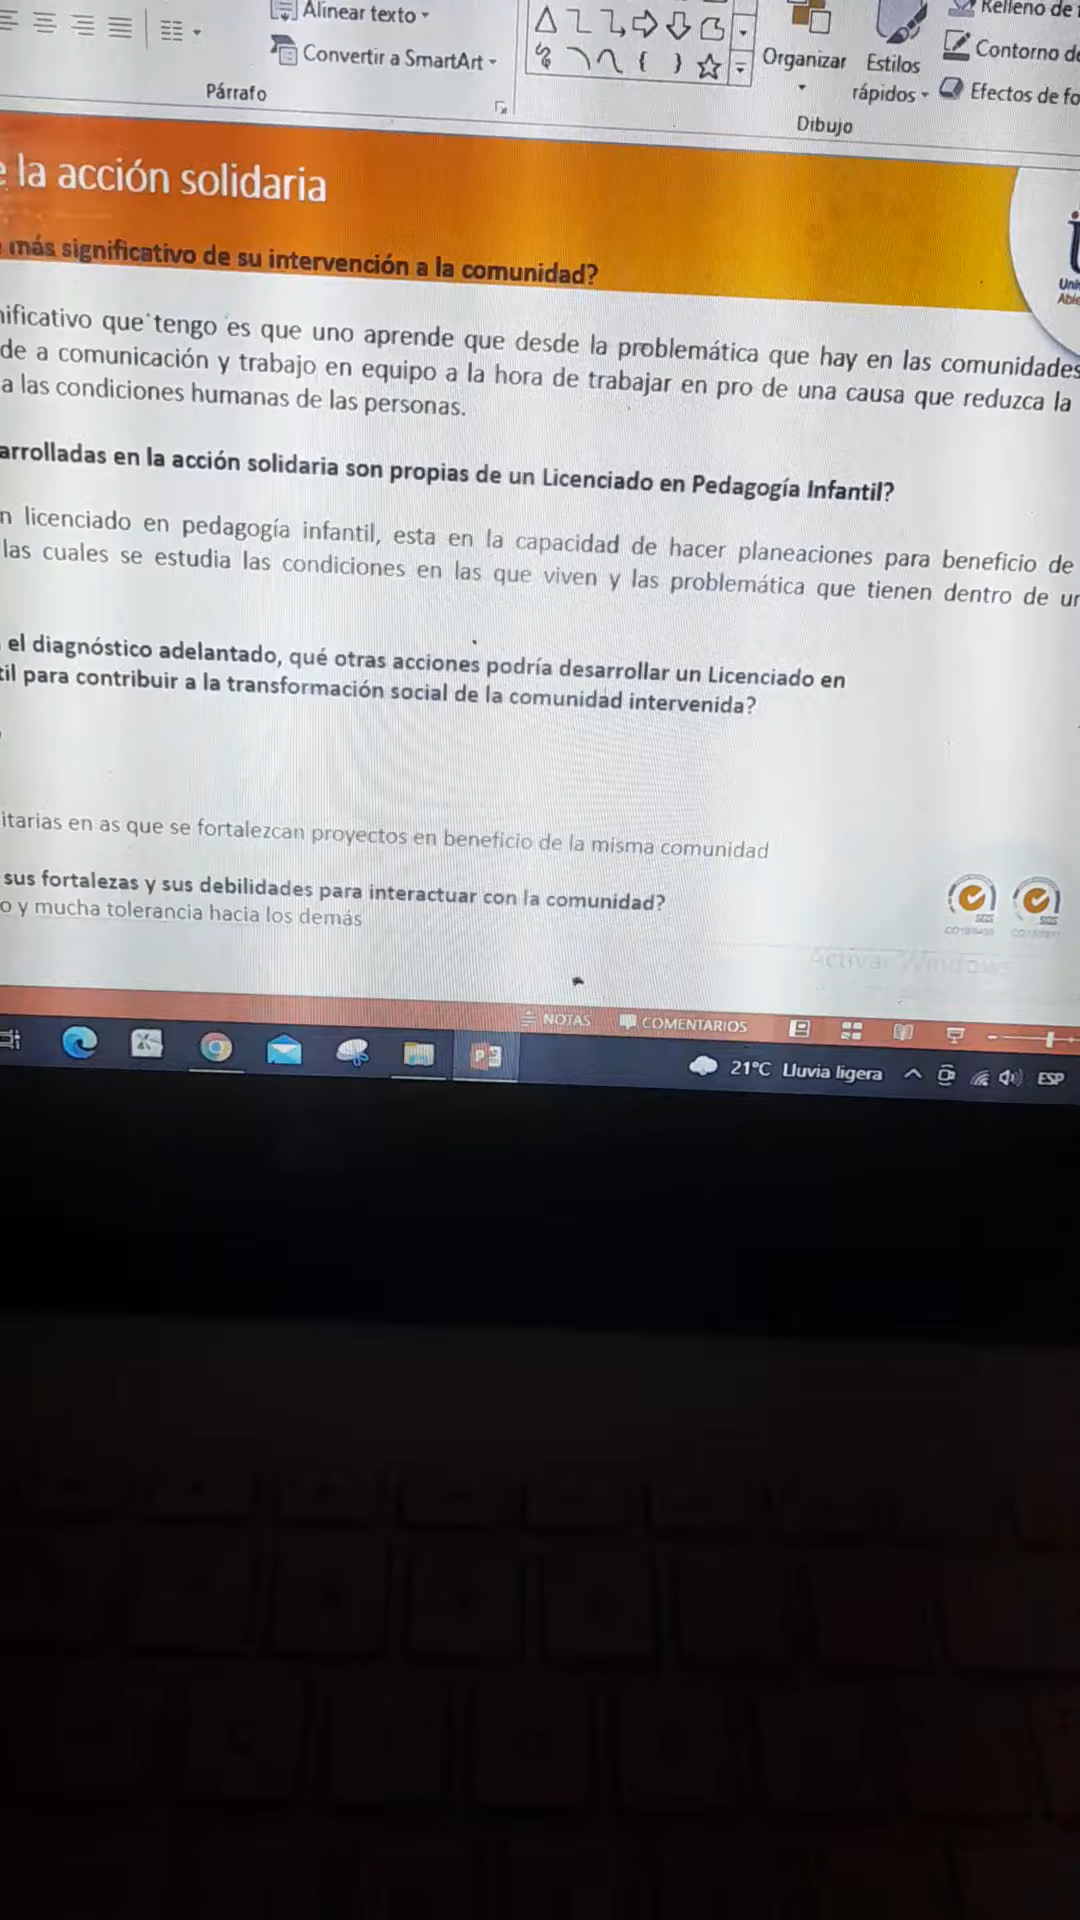 Alinear texto
Convertir a SmartArt
Párrafo
Organizar
Estilos
rápidos
Relleno de
Contorno de
Efectos de fo
Dibujo
e la acción solidaria
más significativo de su intervención a la comunidad?
Uni
Abie
nificativo que tengo es que uno aprende que desde la problemática que hay en las comunidades
de a comunicación y trabajo en equipo a la hora de trabajar en pro de una causa que reduzca la
a las condiciones humanas de las personas.
arrolladas en la acción solidaria son propias de un Licenciado en Pedagogía Infantil?
n licenciado en pedagogía infantil, esta en la capacidad de hacer planeaciones para beneficio de
las cuales se estudia las condiciones en las que viven y las problemática que tienen dentro de un
el diagnóstico adelantado, qué otras acciones podría desarrollar un Licenciado en
til para contribuir a la transformación social de la comunidad intervenida?
itarias en as que se fortalezcan proyectos en beneficio de la misma comunidad
sus fortalezas y sus debilidades para interactuar con la comunidad?
o y mucha tolerancia hacia los demás
SGS
SGS
Activar Windows
NOTAS
COMENTARIOS
21°C Lluvia ligera
ESP